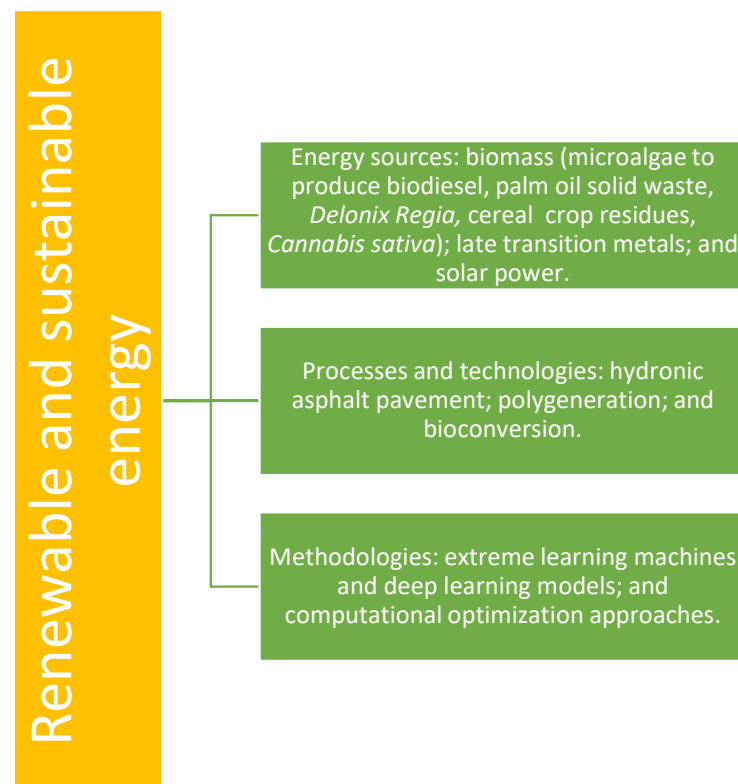 Renewable and sustainable
energy
Energy sources: biomass (microalgae to
produce biodiesel, palm oil solid waste,
Delonix Regia, cereal crop residues,
Cannabis sativa); late transition metals; and
solar power.
Processes and technologies: hydronic
asphalt pavement; polygeneration; and
bioconversion.
Methodologies: extreme learning machines
and deep learning models; and
computational optimization approaches.